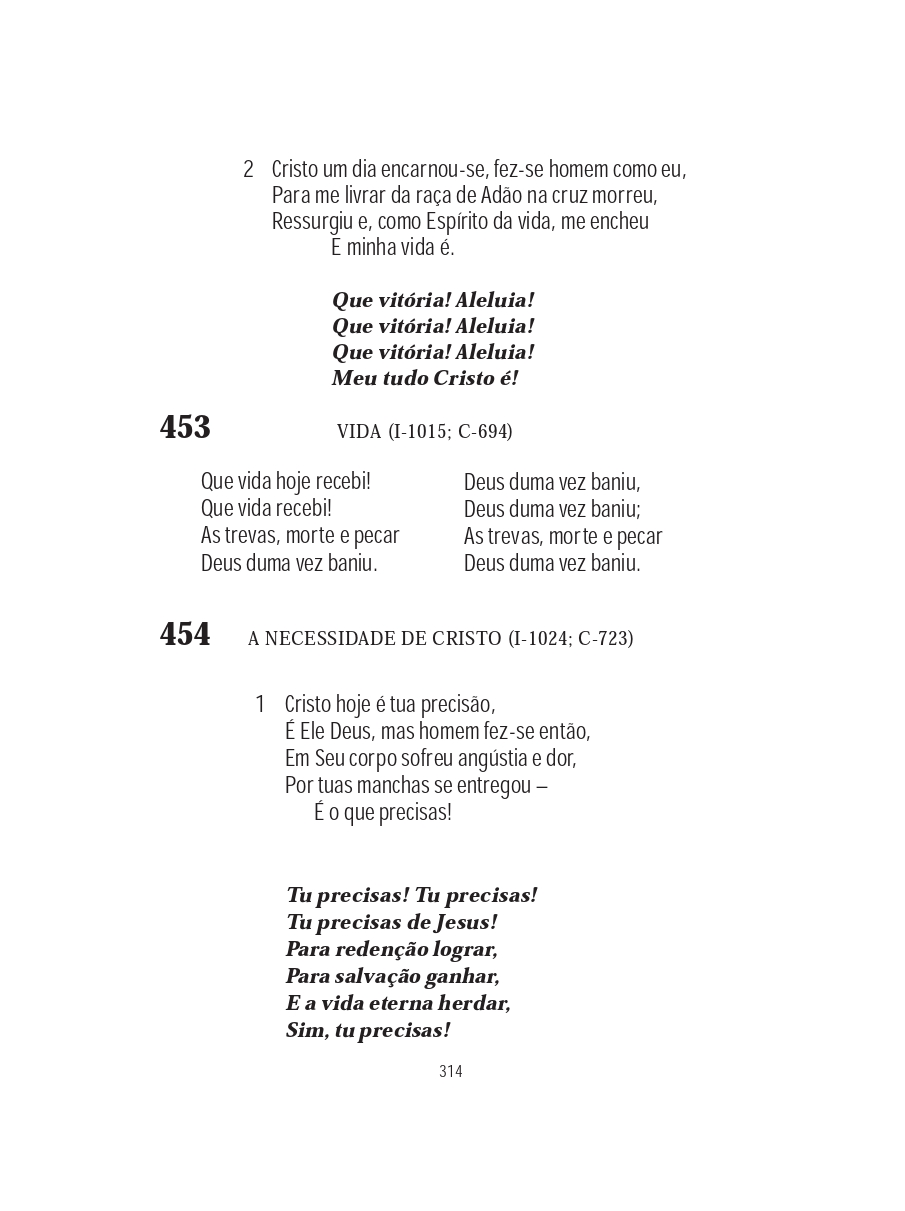 2 Cristo um dia encarnou-se, fez-se homem como eu,
Para me livrar da raça de Adão na cruz morreu,
Ressurgiu e, como Espírito da vida, me encheu
E minha vida é.
Que vitória! Aleluia!
Que vitória! Aleluia!
Que vitória! Aleluia!
Meu tudo Cristo é!
453 VIDA (I-1015; C-694)
Que vida hoje recebi!
Que vida recebi!
As trevas, morte e pecar
Deus duma vez baniu.
Deus duma vez baniu,
Deus duma vez baniu;
As trevas, morte e pecar
Deus duma vez baniu.
454 A NECESSIDADE DE CRISTO (I-1024; C-723)
1 Cristo hoje é tua precisão,
É Ele Deus, mas homem fez-se então,
Em Seu corpo sofreu angústia e dor,
Por tuas manchas se entregou –
É o que precisas!
Tu precisas! Tu precisas!
Tu precisas de Jesus!
Para redenção lograr,
Para salvação ganhar,
E a vida eterna herdar,
Sim, tu precisas!
314